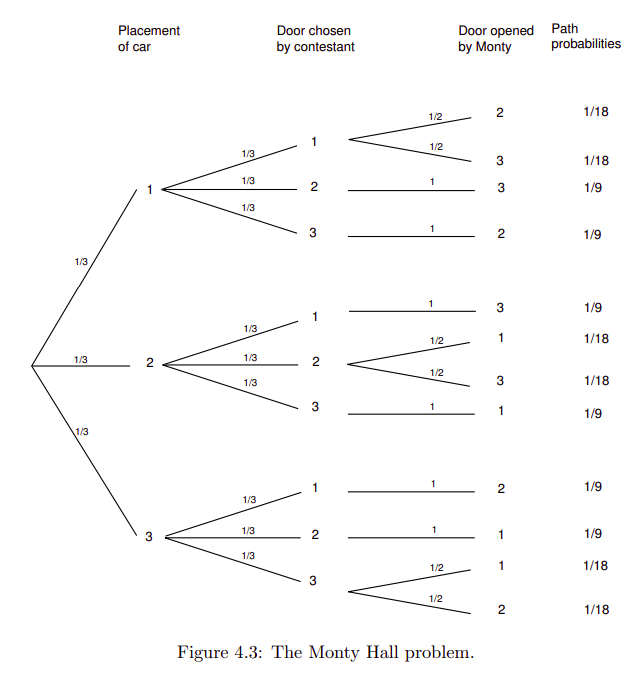 Placement
of car
Door chosen
by contestant
Door opened
by Monty
Path
probabilities
1/2 2 1/18
1/3 1
1/2 3 1/18
1 1/3 2 1 3 1/9
1/3 3 1 2 1/9
1/3
1/3 1 1 3 1/9
1/2 1 1/18
1/3 2 1/3 2
1/2 3 1/18
1/3 3 1 1 1/9
1/3
1/3 1 1 2 1/9
3 1/3 2 1 1 1/9
1/3 3 1/2 1 1/18
1/2 2 1/18
Figure 4.3: The Monty Hall problem.